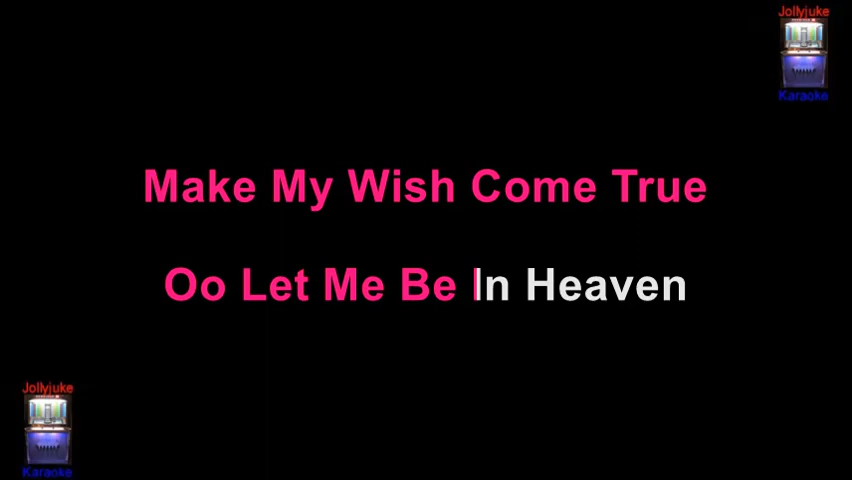 Jollyjuke
Karaoke
Make My Wish Come True
Oo Let Me Be In Heaven
Jollyjuke
Karaoke